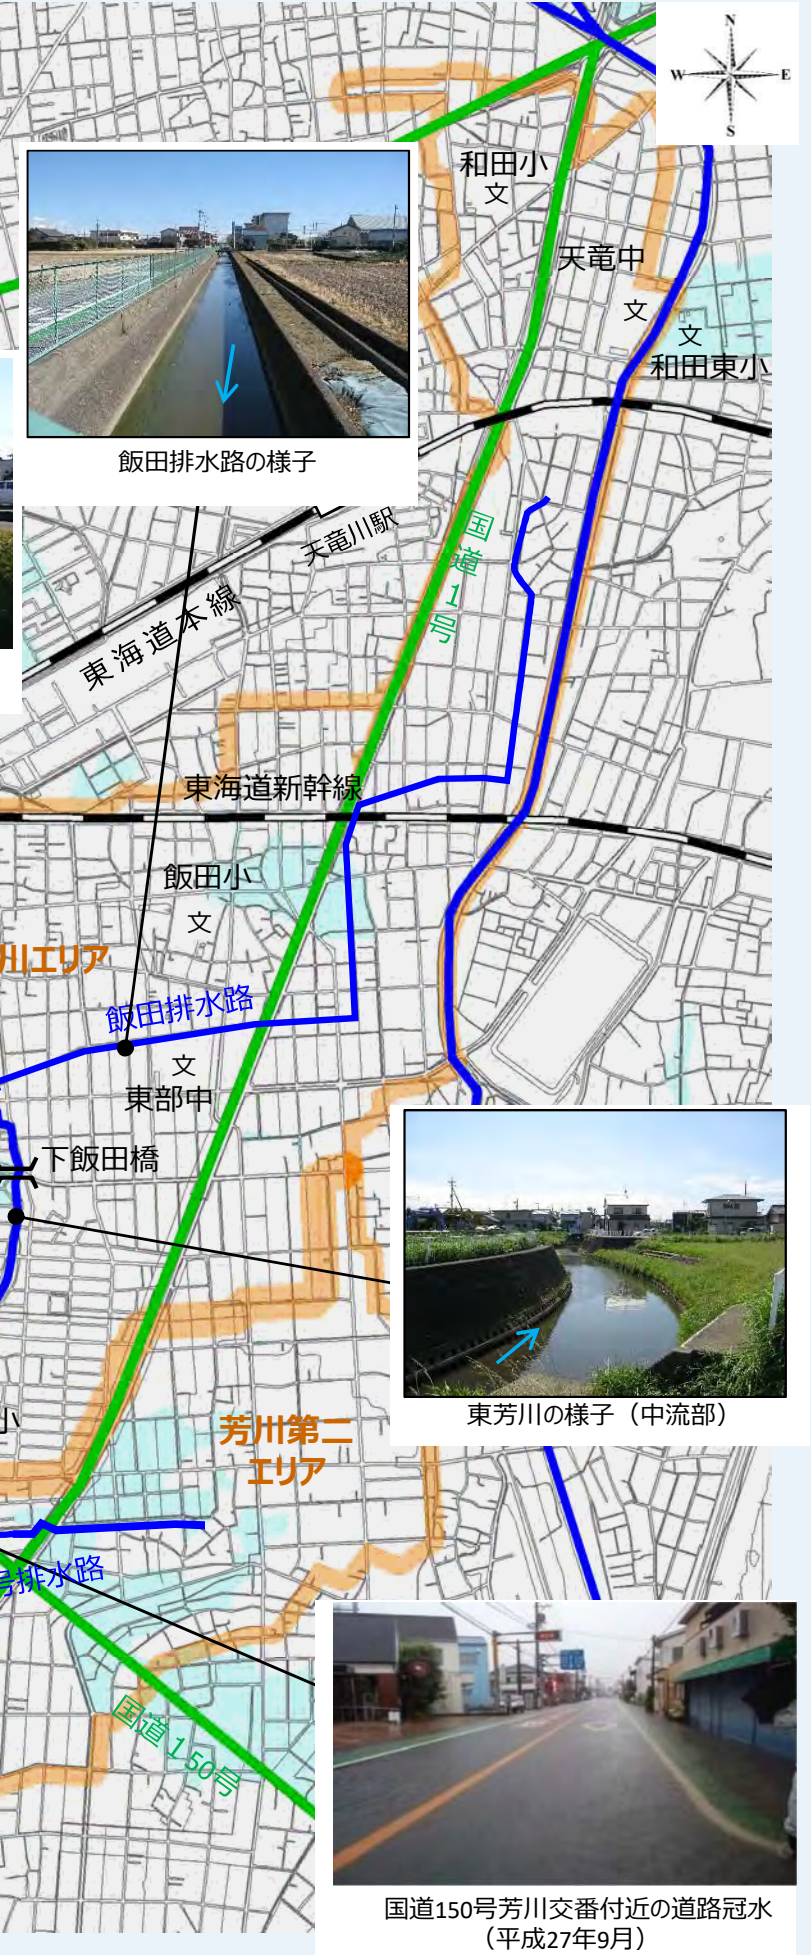 N
W E
S
和田小
文
天竜中
文
文
和田東小
飯田排水路の様子
天竜川駅
国道1号
東海道本線
東海道新幹線
飯田小
文
川エリア
飯田排水路
文
東部中
下飯田橋
東芳川の様子（中流部）
小
芳川第二
エリア
号排水路
国道150号
国道150号芳川交番付近の道路冠水
（平成27年9月）